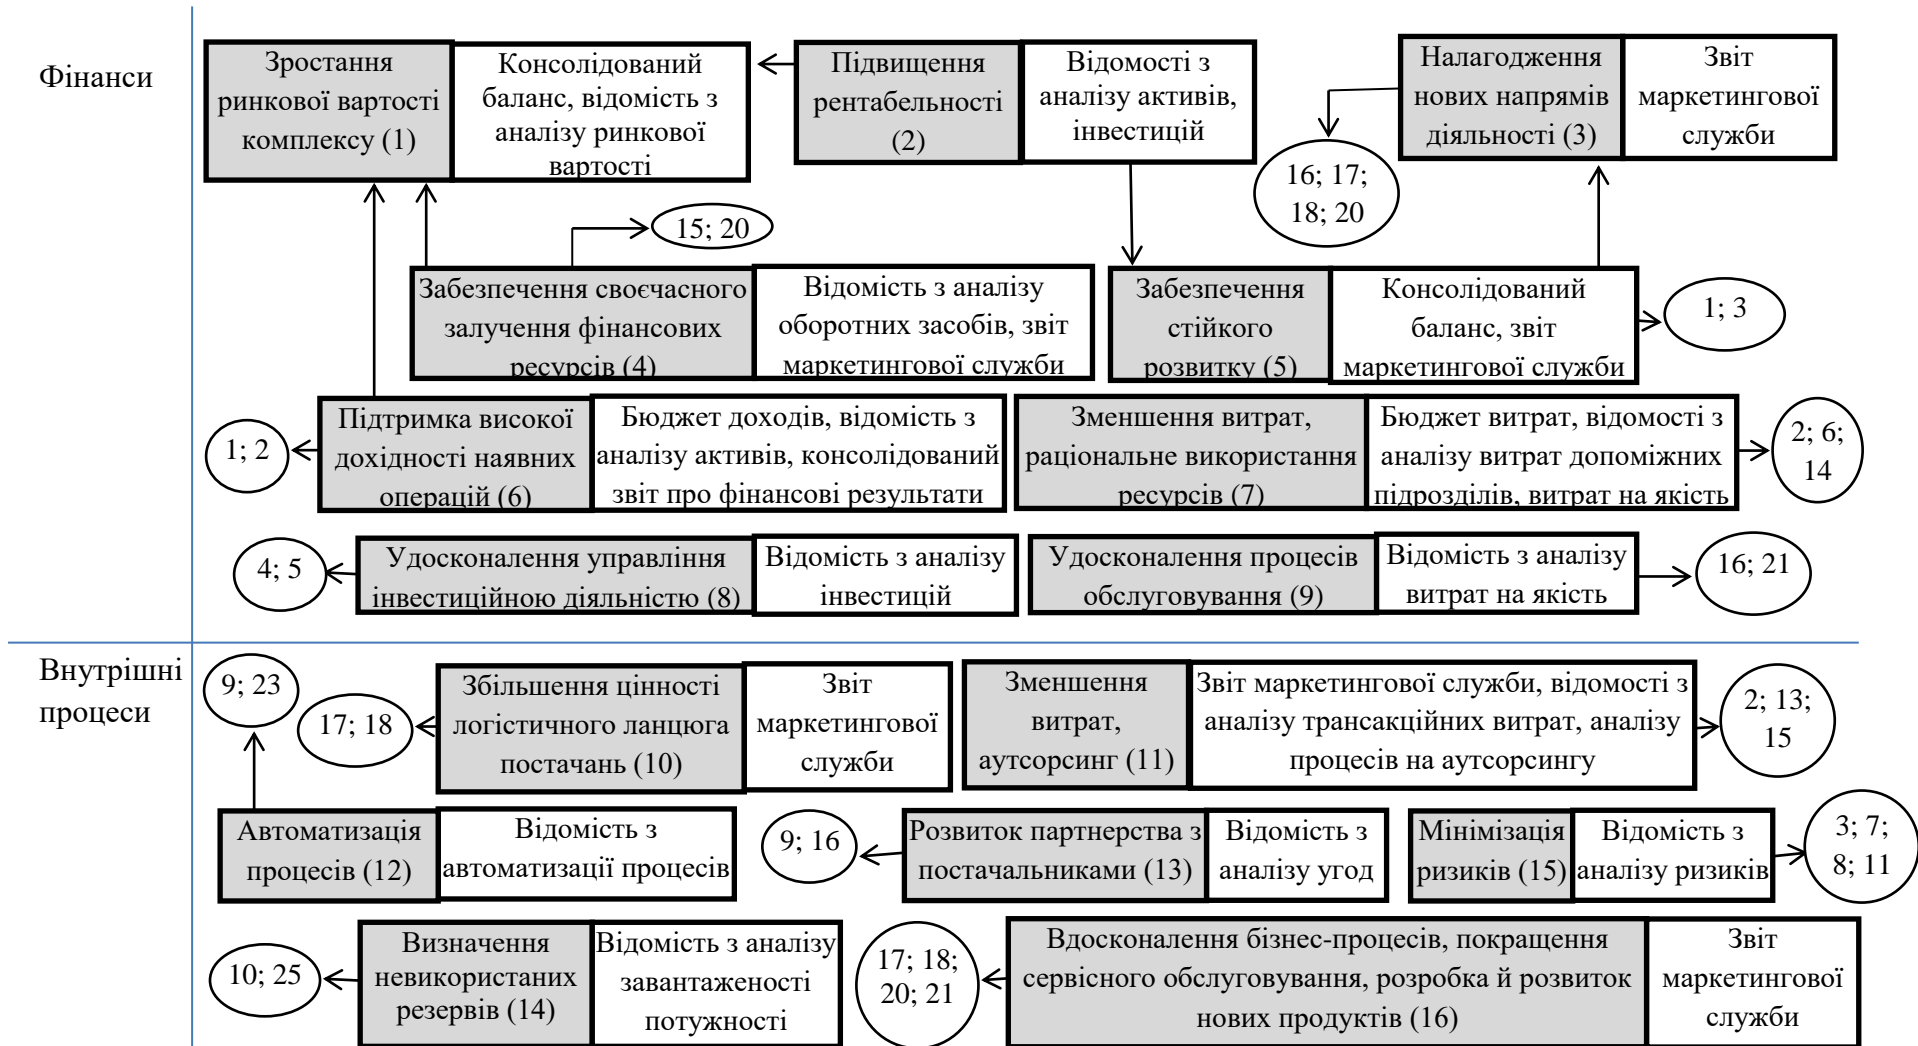 Фінанси
Зростання
ринкової вартості
комплексу (1)
Консолідований
баланс, відомість з
аналізу ринкової
вартості
Підвищення
рентабельності
(2)
Відомості з
аналізу активів,
інвестицій
Налагодження
нових напрямів
діяльності (3)
Звіт
маркетингової
служби
16; 17;
18; 20
15; 20
Забезпечення своєчасного
залучення фінансових
ресурсів (4)
Відомість з аналізу
оборотних засобів, звіт
маркетингової служби
Забезпечення
стійкого
розвитку (5)
Консолідований
баланс, звіт
маркетингової служби
1; 3
1; 2
Підтримка високої
дохідності наявних
операцій (6)
Бюджет доходів, відомість з
аналізу активів, консолідований
звіт про фінансові результати
Зменшення витрат,
раціональне використання
ресурсів (7)
Бюджет витрат, відомості з
аналізу витрат допоміжних
підрозділів, витрат на якість
2; 6;
14
4; 5
Удосконалення управління
інвестиційною діяльністю (8)
Відомість з аналізу
інвестицій
Удосконалення процесів
обслуговування (9)
Відомість з аналізу
витрат на якість
16; 21
Внутрішні
процеси
9; 23
17; 18
Збільшення цінності
логістичного ланцюга
постачань (10)
Звіт
маркетингової
служби
Зменшення
витрат,
аутсорсинг (11)
Звіт маркетингової служби, відомості з
аналізу трансакційних витрат, аналізу
процесів на аутсорсингу
2; 13;
15
Автоматизація
процесів (12)
Відомість з
автоматизації процесів
9; 16
Розвиток партнерства з
постачальниками (13)
Відомість з
аналізу угод
Мінімізація
ризиків (15)
Відомість з
аналізу ризиків
3; 7;
8; 11
10; 25
Визначення
невикористаних
резервів (14)
Відомість з аналізу
завантаженості
потужності
17; 18;
20; 21
Вдосконалення бізнес-процесів, покращення
сервісного обслуговування, розробка й розвиток
нових продуктів (16)
Звіт
маркетингової
служби